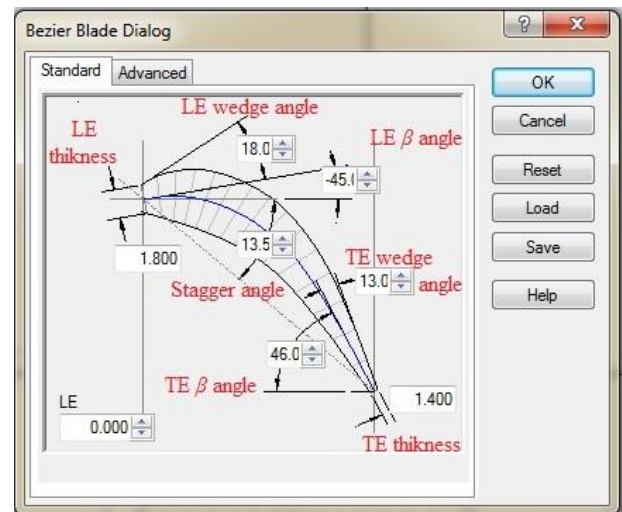 Bezier Blade Dialog
Standard
Advanced
OK
Cancel
Reset
Load
Save
Help
LE wedge angle
LE
thikness
18.0
LE β angle
-45.(
1.800
13.5
Stagger angle
TE wedge
13.0
angle
46.0
TE β angle
LE
0.000
1.400
TE thikness